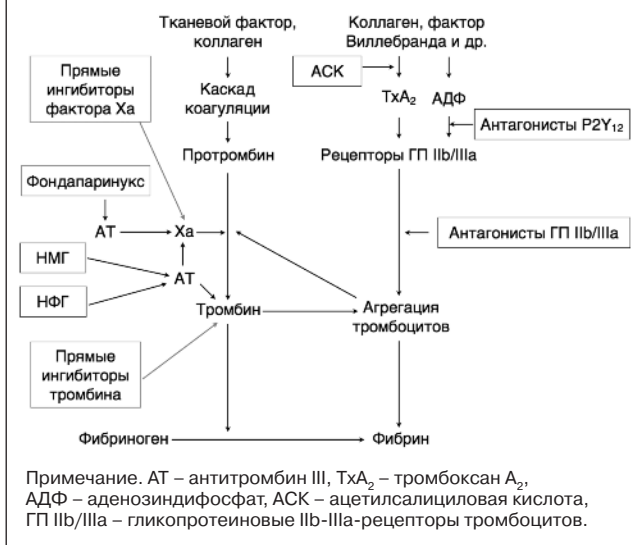 Тканевой фактор,
коллаген
Коллаген, фактор
Виллебранда и др.
Прямые
ингибиторы
фактора Xa
АСК
Каскад
коагуляции
TxA₂
АДФ
Антагонисты P2Y₁₂
Протромбин
Рецепторы ГП IIb/IIIa
Фондапаринукс
АТ
Xa
Антагонисты ГП IIb/IIIa
НМГ
АТ
НФГ
Тромбин
Агрегация
тромбоцитов
Прямые
ингибиторы
тромбина
Фибриноген
Фибрин
Примечание. АТ – антитромбин III, TxA₂ – тромбоксан A₂,
АДФ – аденозиндифосфат, АСК – ацетилсалициловая кислота,
ГП IIb/IIIa – гликопротеиновые IIb-IIIa-рецепторы тромбоцитов.